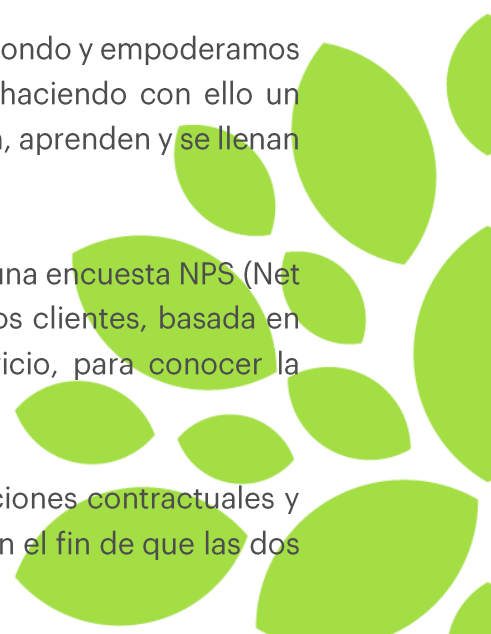 ondo y empoderamos
haciendo con ello un
, aprenden y se llenan
una encuesta NPS (Net
os clientes, basada en
icio, para conocer la
ciones contractuales y
n el fin de que las dos